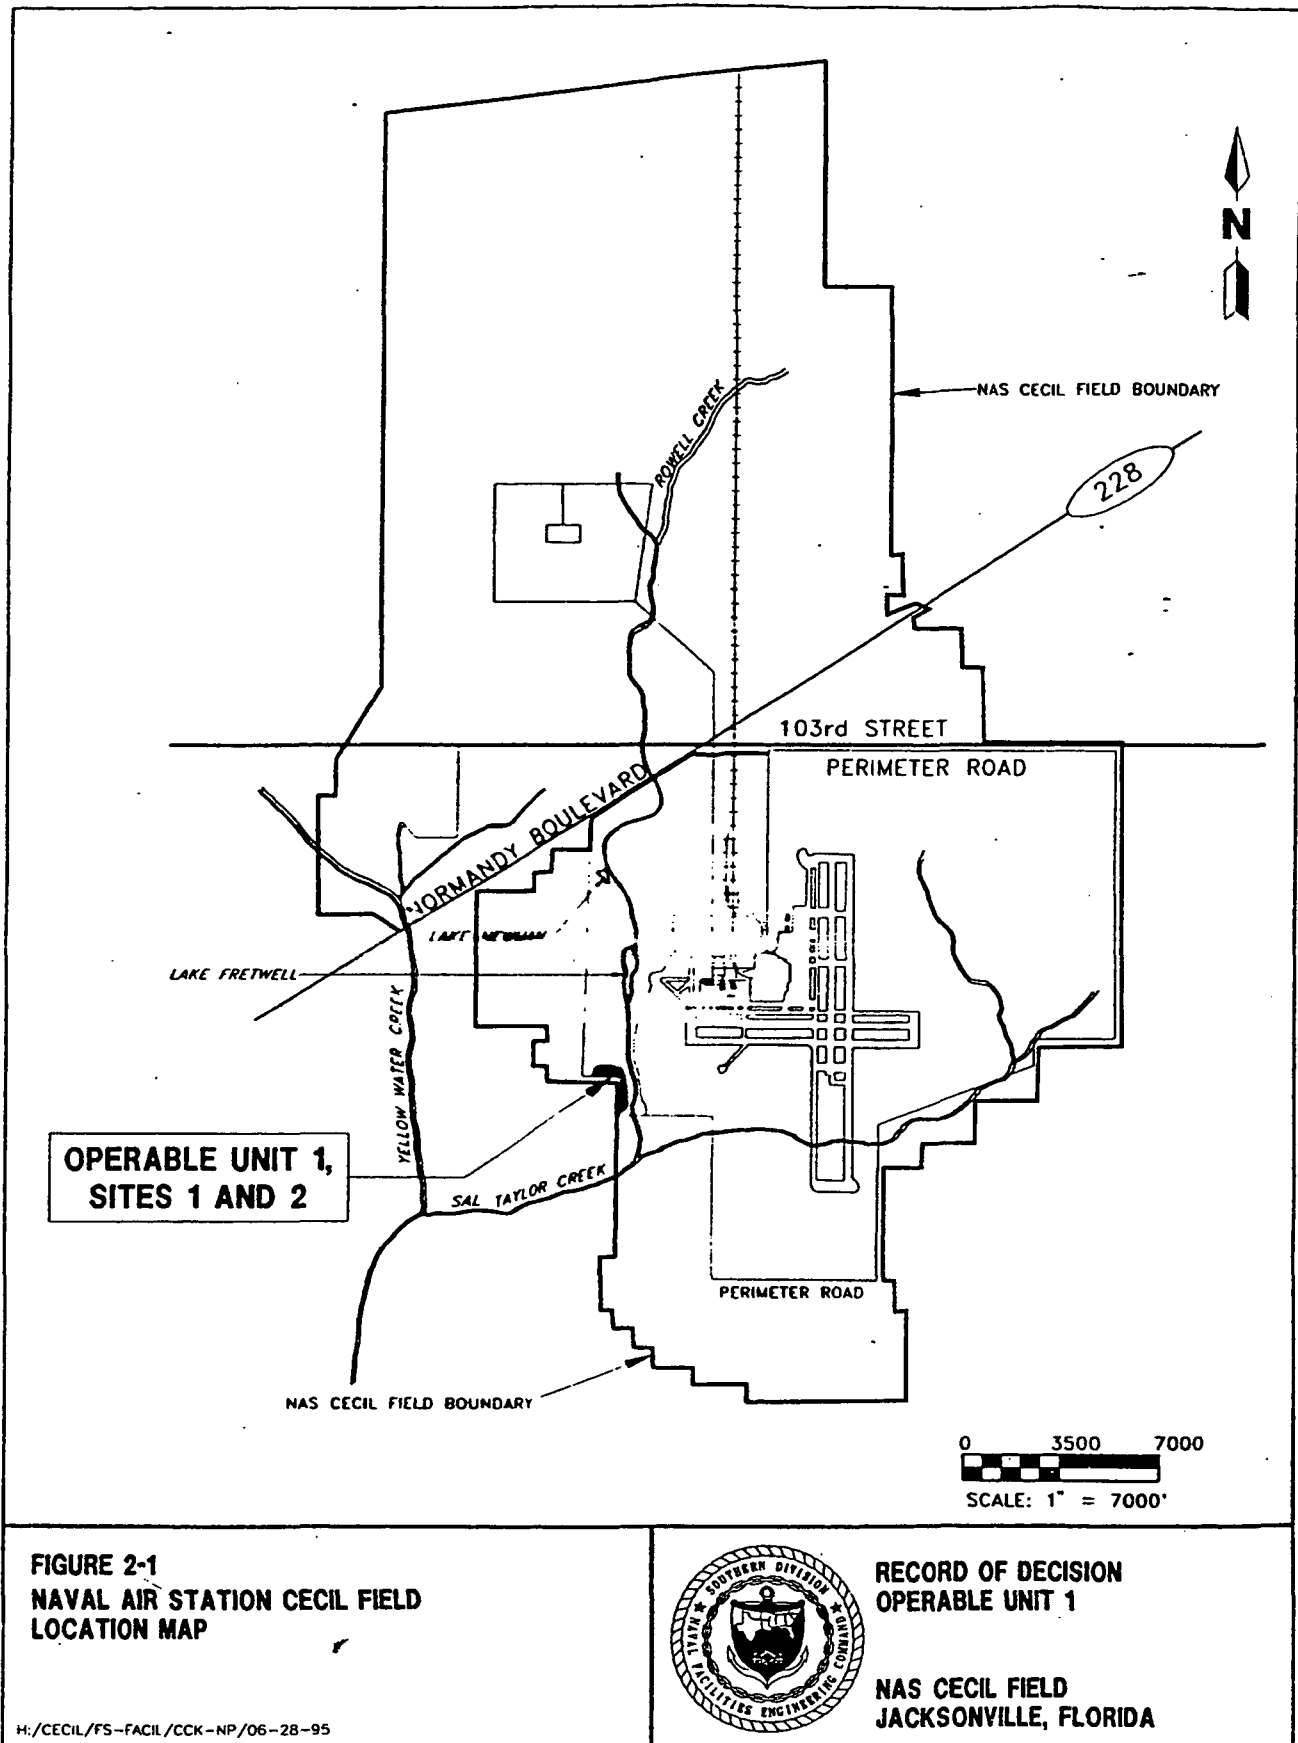 N
NAS CECIL FIELD BOUNDARY
ROWELL CREEK
228
103rd STREET
PERIMETER ROAD
NORMANDY BOULEVARD
LAKE
LAKE FRETWELL
YELLOW WATER CREEK
OPERABLE UNIT 1,
SITES 1 AND 2
SAL TAYLOR CREEK
PERIMETER ROAD
NAS CECIL FIELD BOUNDARY
0 3500 7000
SCALE: 1" = 7000'
FIGURE 2-1
NAVAL AIR STATION CECIL FIELD
LOCATION MAP
H:/CECIL/FS-FACIL/CCK-NP/06-28-95
SOUTHERN DIVISION
NAVAL FACILITIES ENGINEERING COMMAND
RECORD OF DECISION
OPERABLE UNIT 1
NAS CECIL FIELD
JACKSONVILLE, FLORIDA